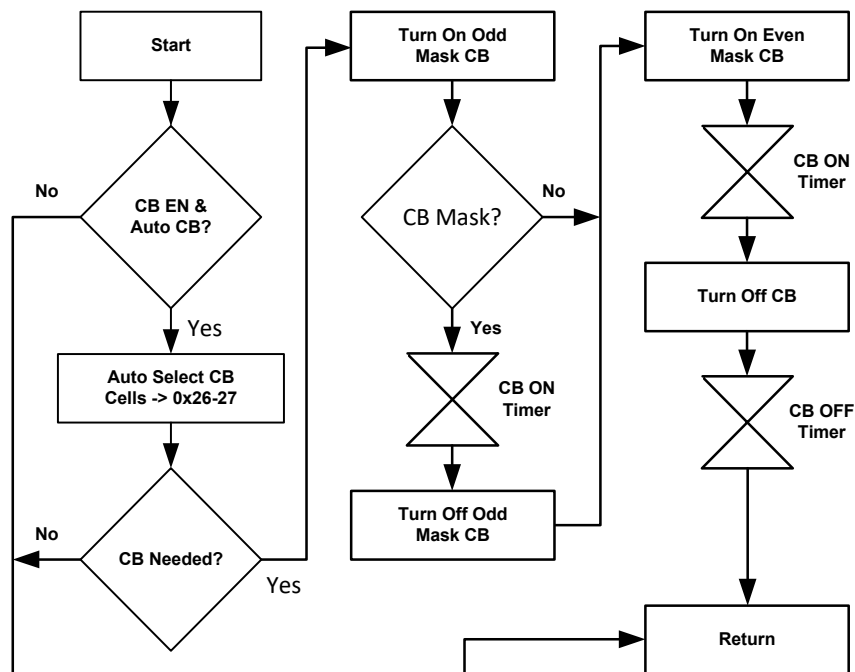 Start
No
CB EN &
Auto CB?
Yes
Auto Select CB
Cells -> 0x26-27
No
CB Needed?
Yes
Turn On Odd
Mask CB
CB Mask?
No
Yes
CB ON
Timer
Turn Off Odd
Mask CB
Turn On Even
Mask CB
CB ON
Timer
Turn Off CB
CB OFF
Timer
Return